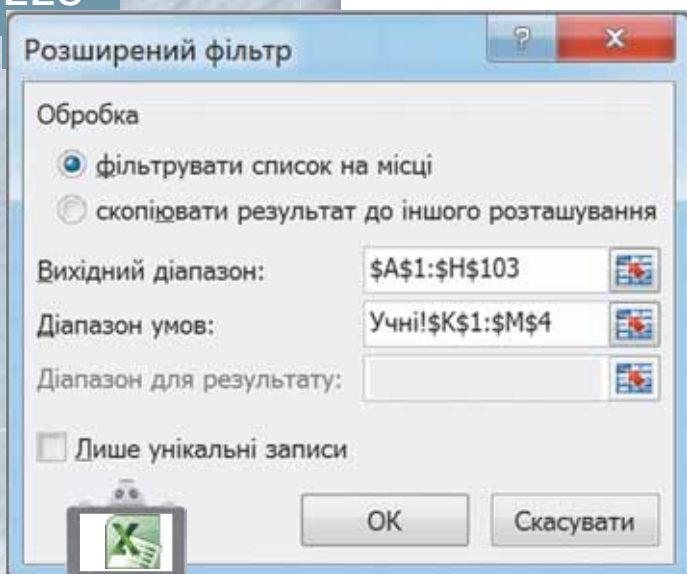 Розширений фільтр
Обробка
фільтрувати список на місці
скопіювати результат до іншого розташування
Вихідний діапазон: $A$1:$H$103
Діапазон умов: Учні!$K$1:$M$4
Діапазон для результату:
Лише унікальні записи
ОК Скасувати